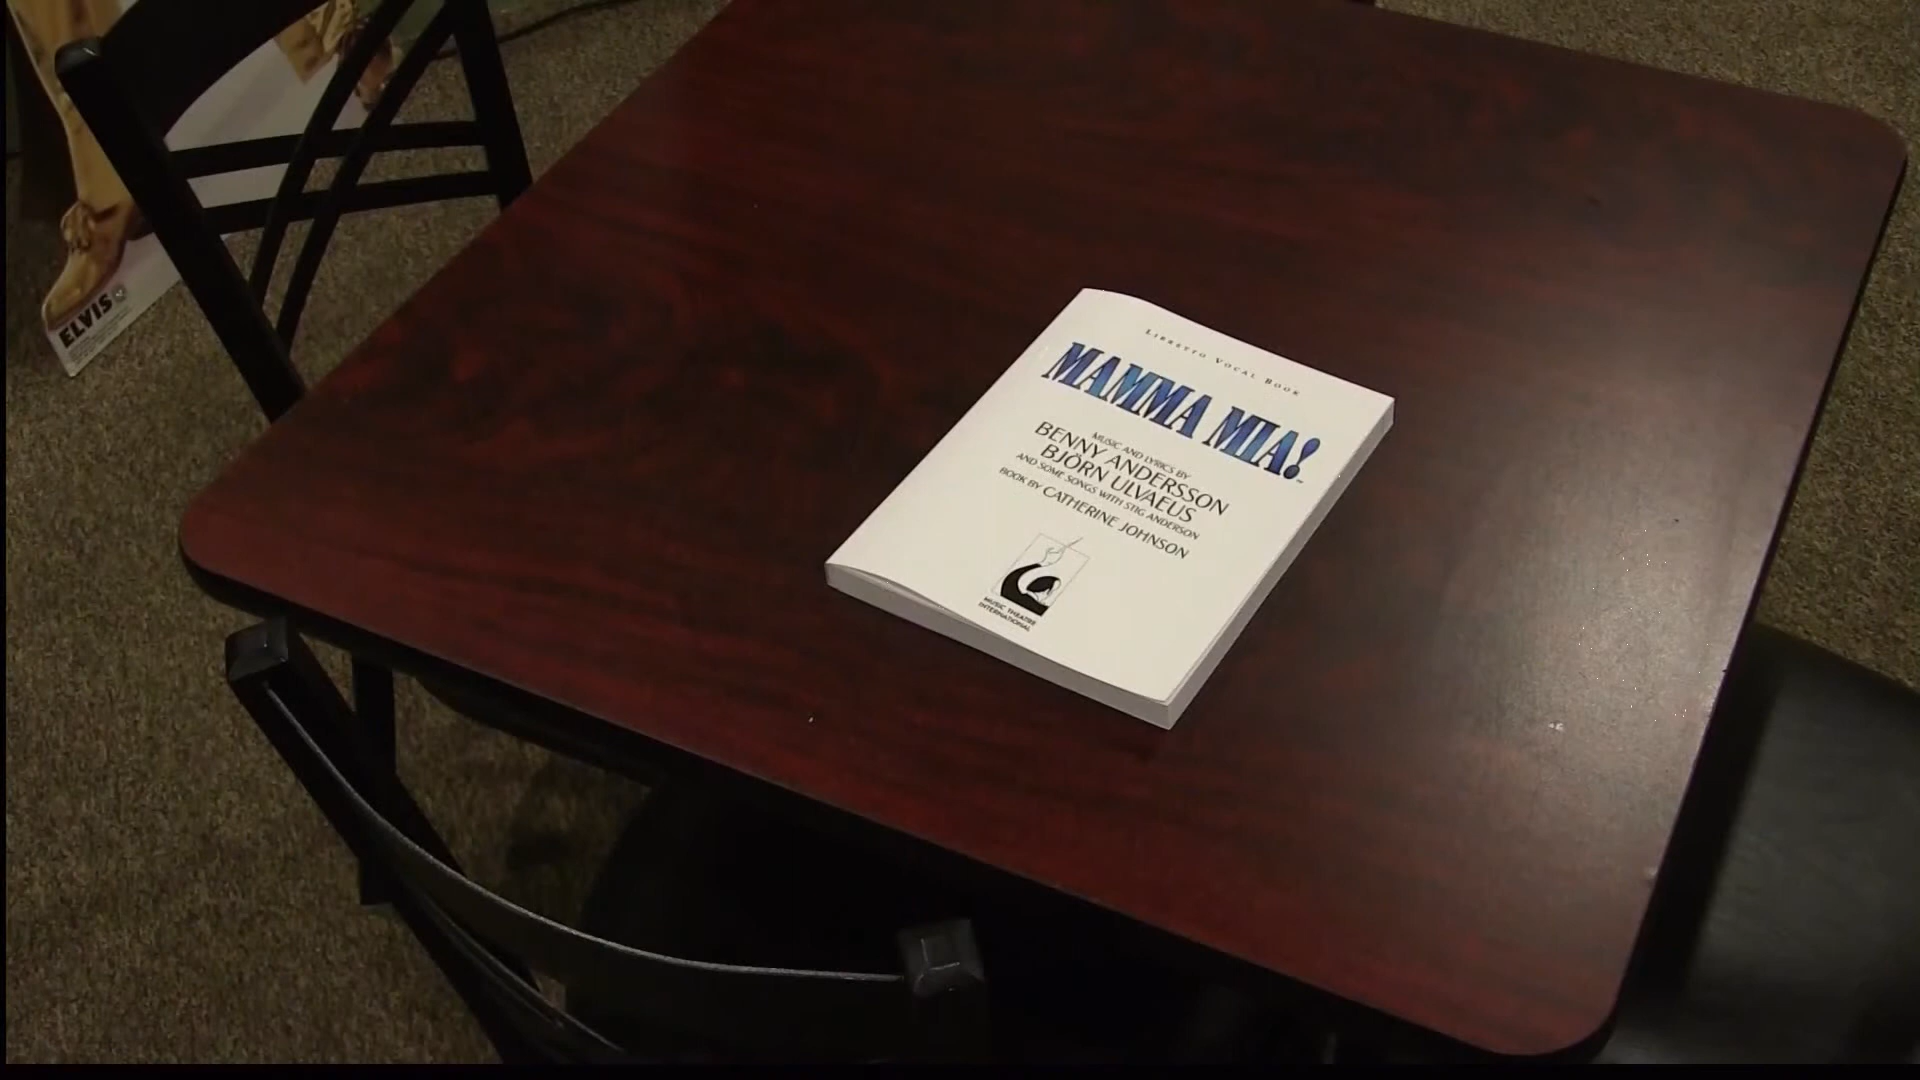 LIBRETTO VOCAL BOOK
MAMMA MIA!™
MUSIC AND LYRICS BY
BENNY ANDERSSON
BJÖRN ULVAEUS
AND SOME SONGS WITH STIG ANDERSON
BOOK BY CATHERINE JOHNSON
MUSIC THEATRE
INTERNATIONAL
ELVIS